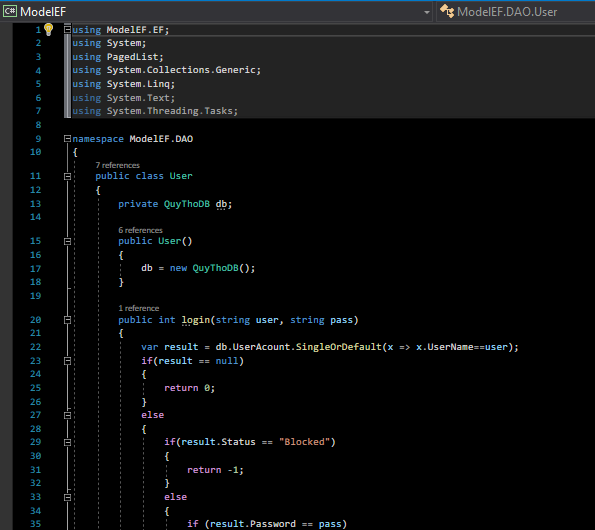 C# ModelEF ModelEF.DAO.User
1 using ModelEF.EF;
2 using System;
3 using PagedList;
4 using System.Collections.Generic;
5 using System.Linq;
6 using System.Text;
7 using System.Threading.Tasks;
8
9 namespace ModelEF.DAO
10 {
7 references
11 public class User
12 {
13 private QuyThoDB db;
14
6 references
15 public User()
16 {
17 db = new QuyThoDB();
18 }
19
1 reference
20 public int login(string user, string pass)
21 {
22 var result = db.UserAcount.SingleOrDefault(x => x.UserName==user);
23 if(result == null)
24 {
25 return 0;
26 }
27 else
28 {
29 if(result.Status == "Blocked")
30 {
31 return -1;
32 }
33 else
34 {
35 if (result.Password == pass)